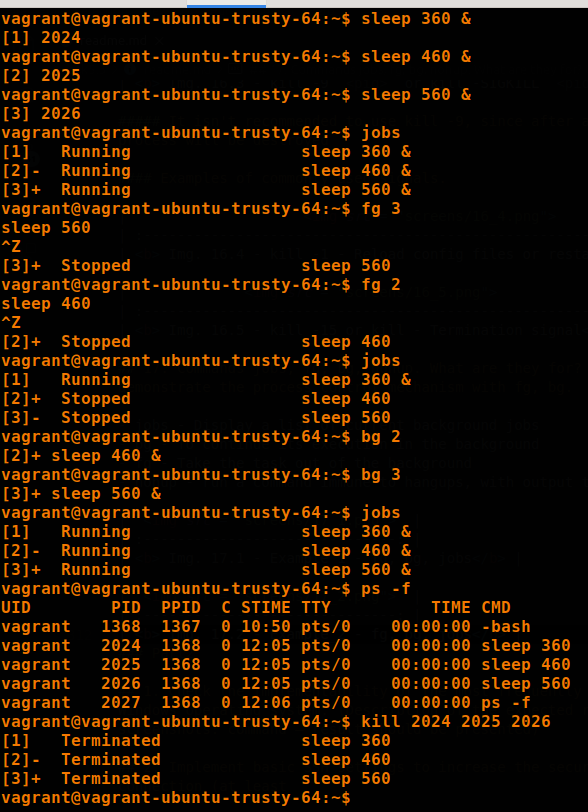 vagrant@vagrant-ubuntu-trusty-64:~$ sleep 360 &
[1] 2024
vagrant@vagrant-ubuntu-trusty-64:~$ sleep 460 &
[2] 2025
vagrant@vagrant-ubuntu-trusty-64:~$ sleep 560 &
[3] 2026
vagrant@vagrant-ubuntu-trusty-64:~$ jobs
[1]   Running                 sleep 360 &
[2]-  Running                 sleep 460 &
[3]+  Running                 sleep 560 &
vagrant@vagrant-ubuntu-trusty-64:~$ fg 3
sleep 560
^Z
[3]+  Stopped                 sleep 560
vagrant@vagrant-ubuntu-trusty-64:~$ fg 2
sleep 460
^Z
[2]+  Stopped                 sleep 460
vagrant@vagrant-ubuntu-trusty-64:~$ jobs
[1]   Running                 sleep 360 &
[2]+  Stopped                 sleep 460
[3]-  Stopped                 sleep 560
vagrant@vagrant-ubuntu-trusty-64:~$ bg 2
[2]+ sleep 460 &
vagrant@vagrant-ubuntu-trusty-64:~$ bg 3
[3]+ sleep 560 &
vagrant@vagrant-ubuntu-trusty-64:~$ jobs
[1]   Running                 sleep 360 &
[2]-  Running                 sleep 460 &
[3]+  Running                 sleep 560 &
vagrant@vagrant-ubuntu-trusty-64:~$ ps -f
UID        PID  PPID  C STIME TTY          TIME CMD
vagrant   1368  1367  0 10:50 pts/0    00:00:00 -bash
vagrant   2024  1368  0 12:05 pts/0    00:00:00 sleep 360
vagrant   2025  1368  0 12:05 pts/0    00:00:00 sleep 460
vagrant   2026  1368  0 12:05 pts/0    00:00:00 sleep 560
vagrant   2027  1368  0 12:06 pts/0    00:00:00 ps -f
vagrant@vagrant-ubuntu-trusty-64:~$ kill 2024 2025 2026
[1]   Terminated              sleep 360
[2]-  Terminated              sleep 460
[3]+  Terminated              sleep 560
vagrant@vagrant-ubuntu-trusty-64:~$